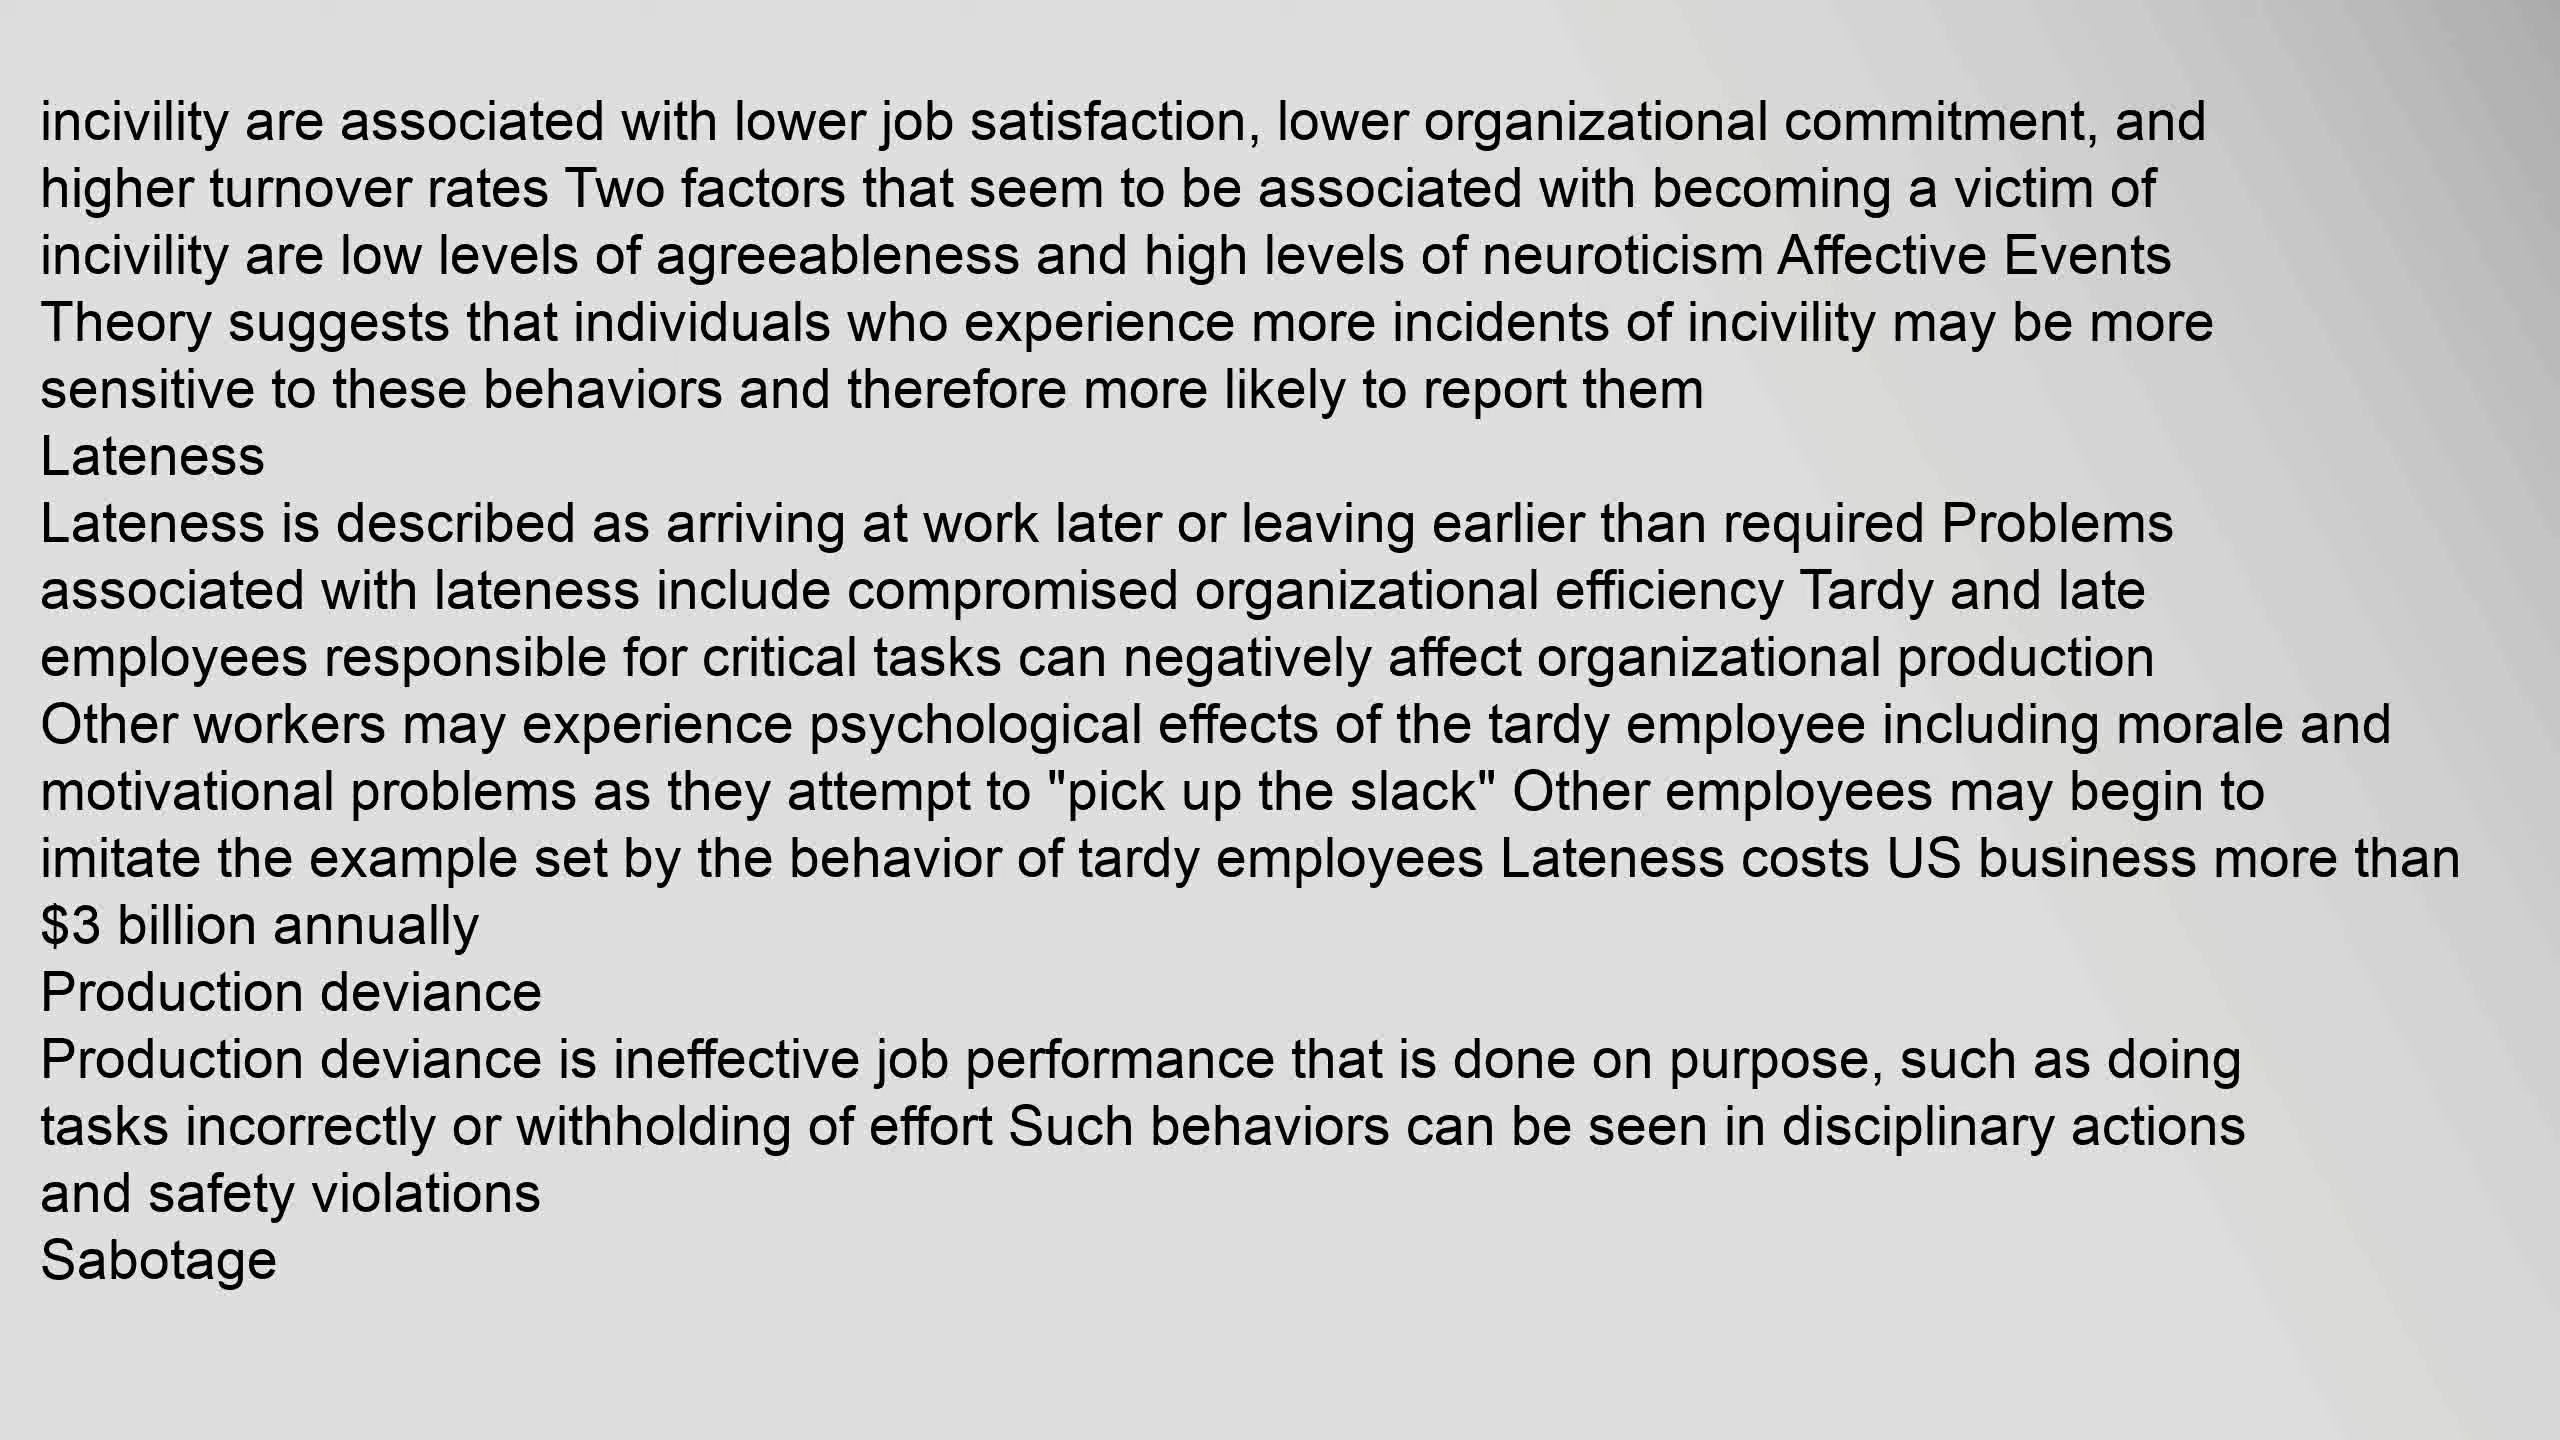 incivility are associated with lower job satisfaction, lower organizational commitment, and
higher turnover rates Two factors that seem to be associated with becoming a victim of
incivility are low levels of agreeableness and high levels of neuroticism Affective Events
Theory suggests that individuals who experience more incidents of incivility may be more
sensitive to these behaviors and therefore more likely to report them
Lateness
Lateness is described as arriving at work later or leaving earlier than required Problems
associated with lateness include compromised organizational efficiency Tardy and late
employees responsible for critical tasks can negatively affect organizational production
Other workers may experience psychological effects of the tardy employee including morale and
motivational problems as they attempt to "pick up the slack" Other employees may begin to
imitate the example set by the behavior of tardy employees Lateness costs US business more than
$3 billion annually
Production deviance
Production deviance is ineffective job performance that is done on purpose, such as doing
tasks incorrectly or withholding of effort Such behaviors can be seen in disciplinary actions
and safety violations
Sabotage